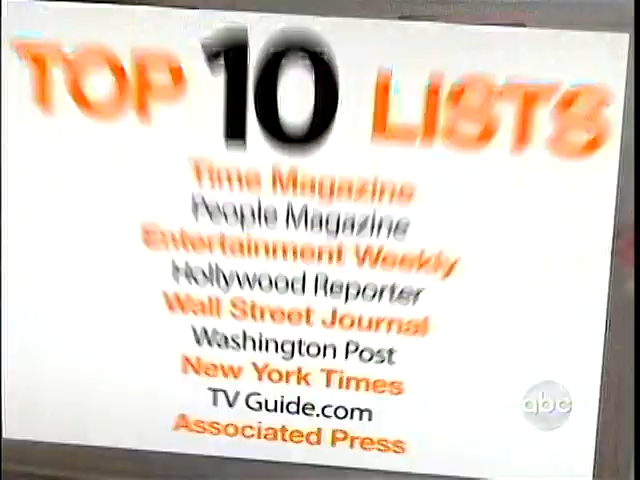 TOP 10 LISTS
Time Magazine
People Magazine
Entertainment Weekly
Hollywood Reporter
Wall Street Journal
Washington Post
New York Times
TV Guide.com
Associated Press
abc